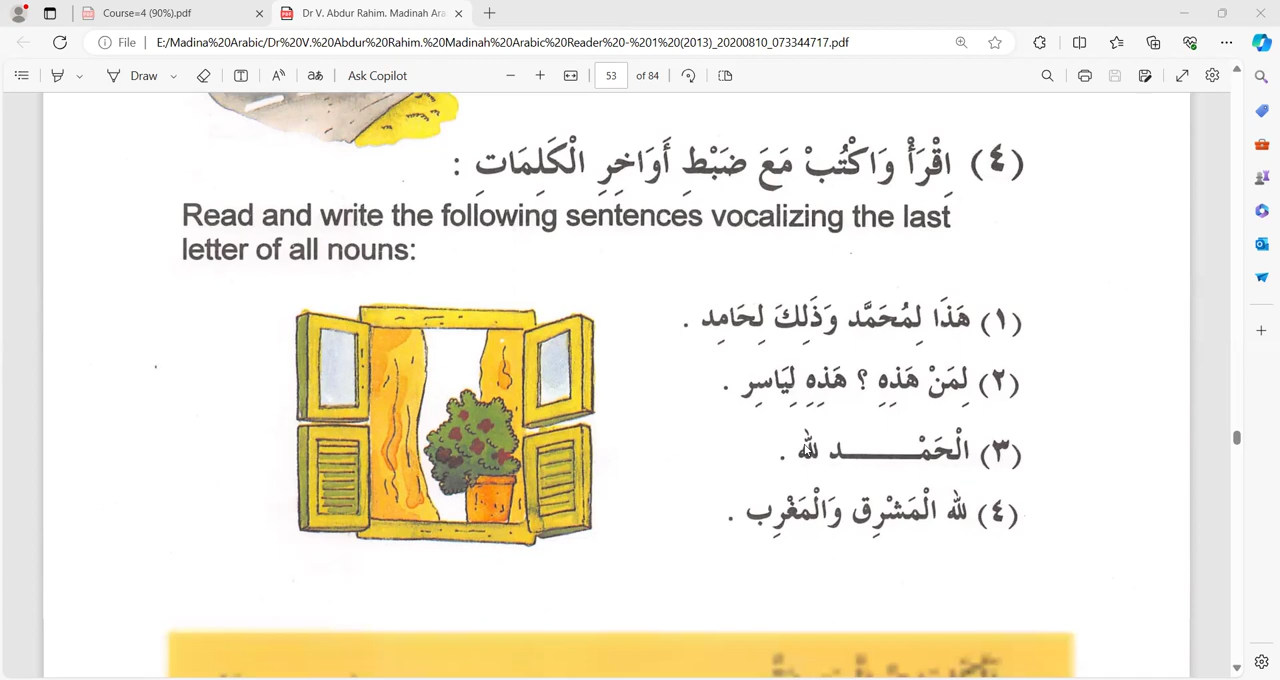 Course=4 (90%).pdf
Dr V. Abdur Rahim. Madinah Ara
File
E:/Madina%20Arabic/Dr%20V.%20Abdur%20Rahim.%20Madinah%20Arabic%20Reader%20-%201%20(2013)_20200810_073344717.pdf
Draw
aあ
Ask Copilot
53 of 84
(٤) اِقْرَأْ وَاكْتُبْ مَعَ ضَبْطِ أَوَاخِرِ الْكَلِمَاتِ :
Read and write the following sentences vocalizing the last
letter of all nouns:
(١) هَذَا لِمُحَمَّد وَذَلِكَ لِحَامِد .
(٢) لِمَنْ هَذِهِ ؟ هَذِهِ لِيَاسِر .
(٣) الْحَمْـــــــد لله .
(٤) لله الْمَشْرِق وَالْمَغْرِب .